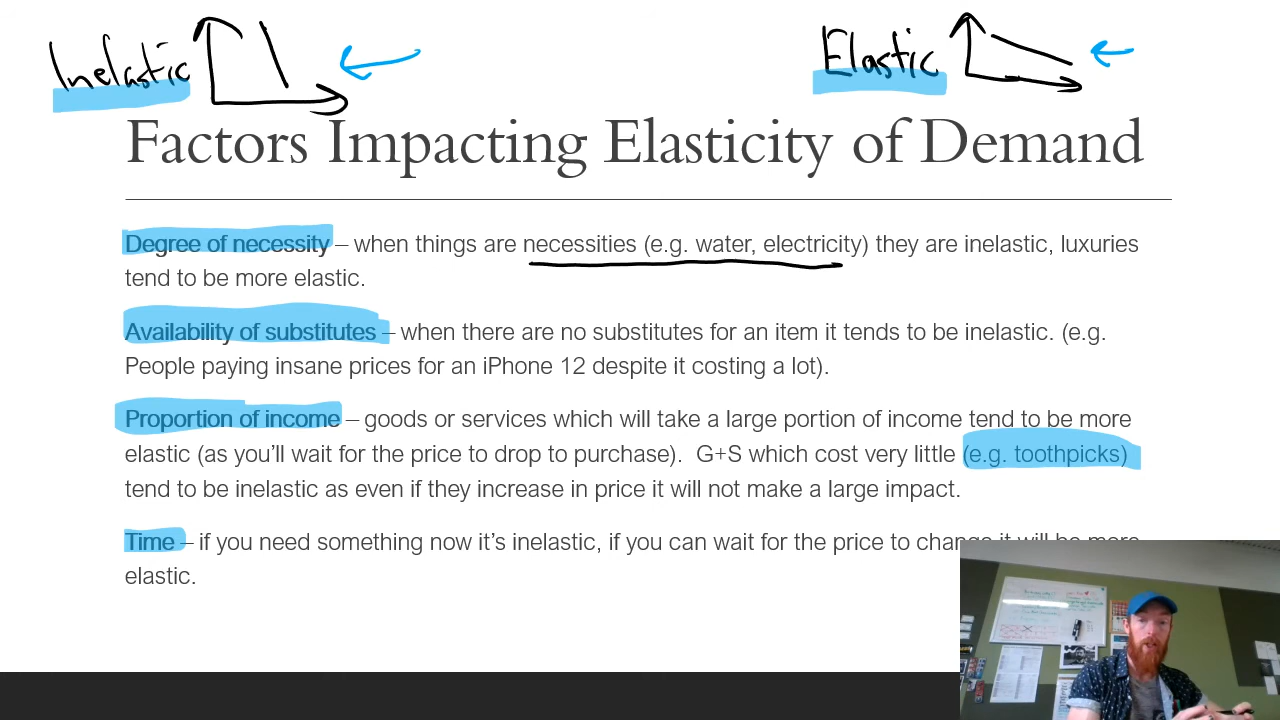 Inelastic
Elastic
Factors Impacting Elasticity of Demand
Degree of necessity – when things are necessities (e.g. water, electricity) they are inelastic, luxuries
tend to be more elastic.
Availability of substitutes – when there are no substitutes for an item it tends to be inelastic. (e.g.
People paying insane prices for an iPhone 12 despite it costing a lot).
Proportion of income – goods or services which will take a large portion of income tend to be more
elastic (as you’ll wait for the price to drop to purchase).  G+S which cost very little (e.g. toothpicks)
tend to be inelastic as even if they increase in price it will not make a large impact.
Time – if you need something now it’s inelastic, if you can wait for the price to change it will be more
elastic.